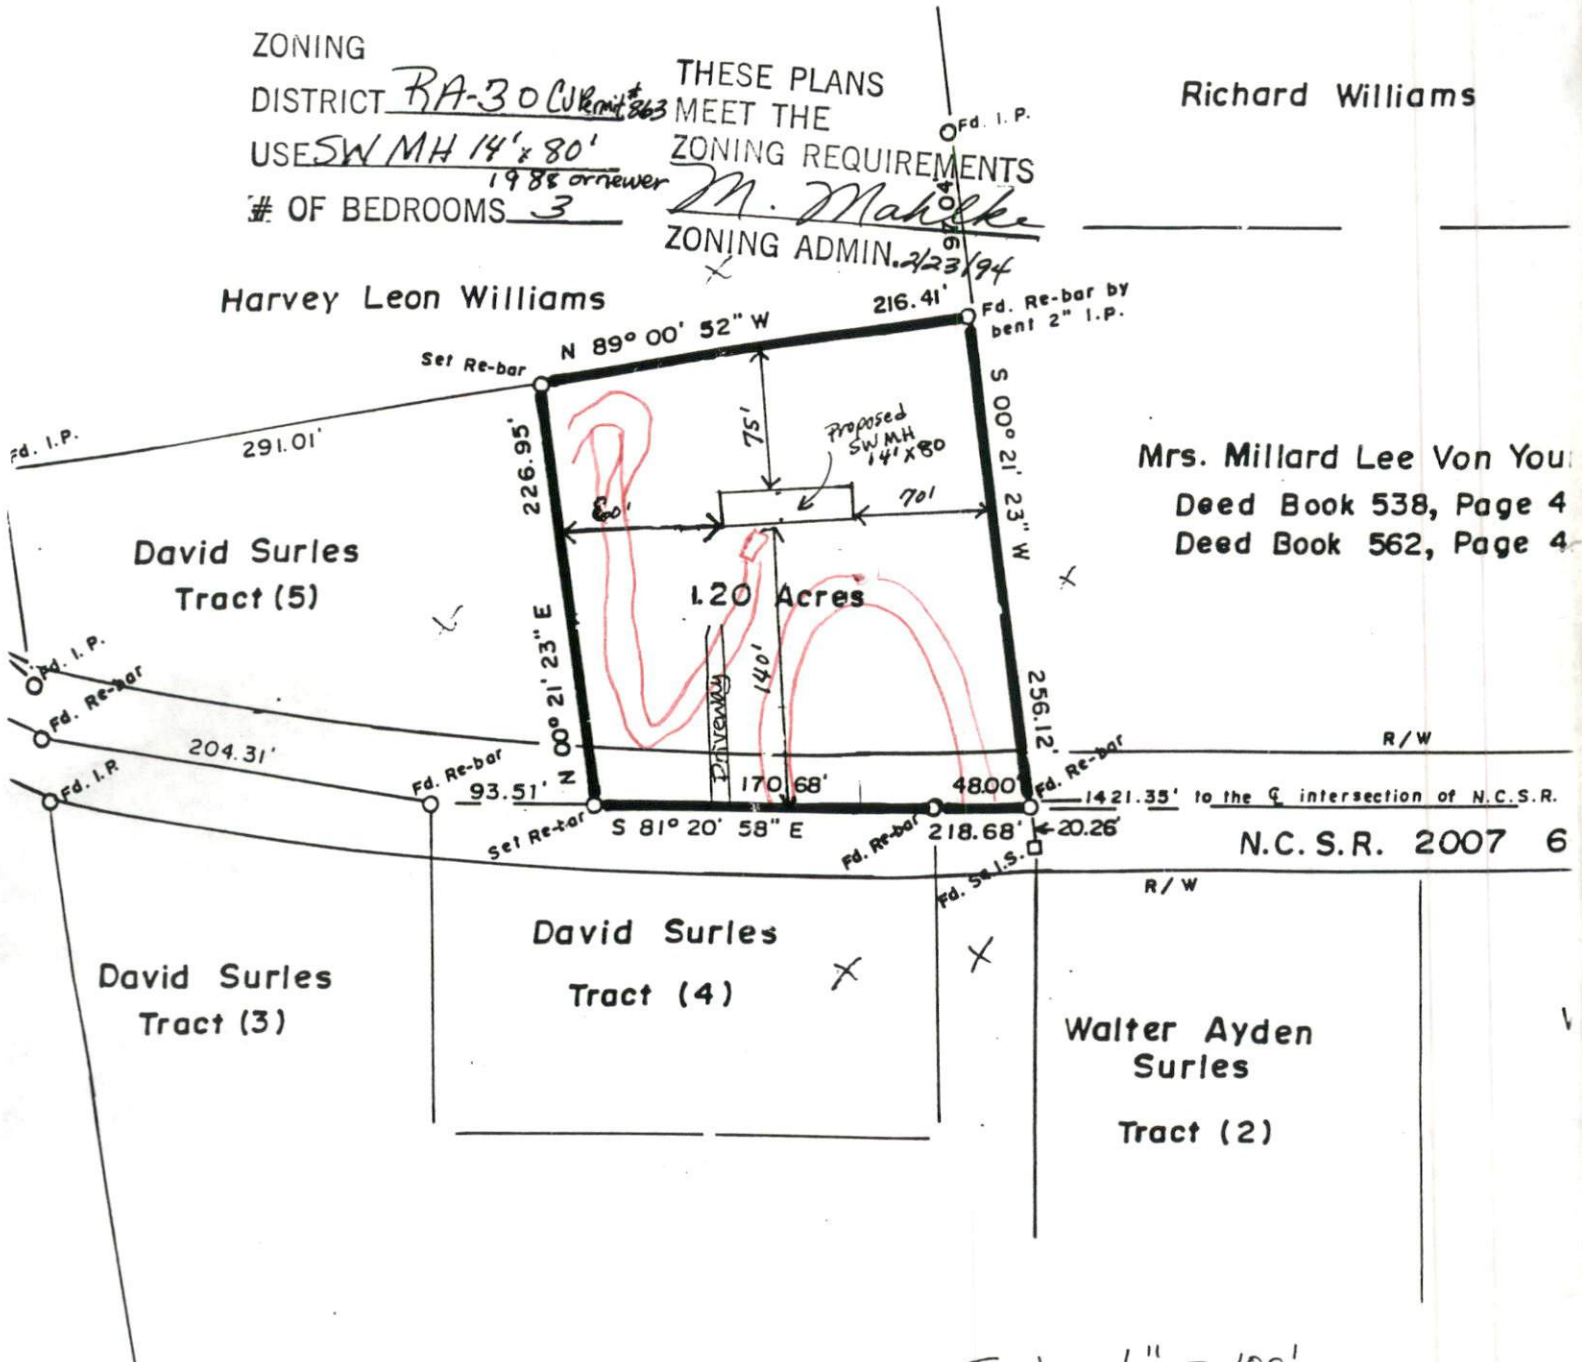 ZONING
DISTRICT RA-30 CU Permit #863
USE SW MH 14' x 80'
1988 or newer
# OF BEDROOMS 3
THESE PLANS
MEET THE
ZONING REQUIREMENTS
M. Mahlke
ZONING ADMIN. 2/23/94
Richard Williams
Fd. I. P.
Harvey Leon Williams
216.41'
Fd. Re-bar by
bent 2" I.P.
N 89° 00' 52" W
Set Re-bar
Fd. I.P.
291.01'
226.95'
75'
Proposed
SW MH
14' X 80
S 00° 21' 23" W
70'
Mrs. Millard Lee Von You
Deed Book 538, Page 4
Deed Book 562, Page 4
David Surles
Tract (5)
1.20 Acres
N 00° 21' 23" E
140'
Driveway
256.12'
Fd. I.P.
Fd. Re-bar
204.31'
Fd. I.P.
Fd. Re-bar
93.51'
170.68'
48.00'
Fd. Re-bar
R/W
1421.35' to the ℄ intersection of N.C.S.R.
Set Re-bar
S 81° 20' 58" E
Fd. Re-bar
218.68'
20.26'
Fd. Sq. I.S.
N.C.S.R. 2007 6
R/W
David Surles
Tract (4)
David Surles
Tract (3)
Walter Ayden
Surles
Tract (2)
1" = 100'